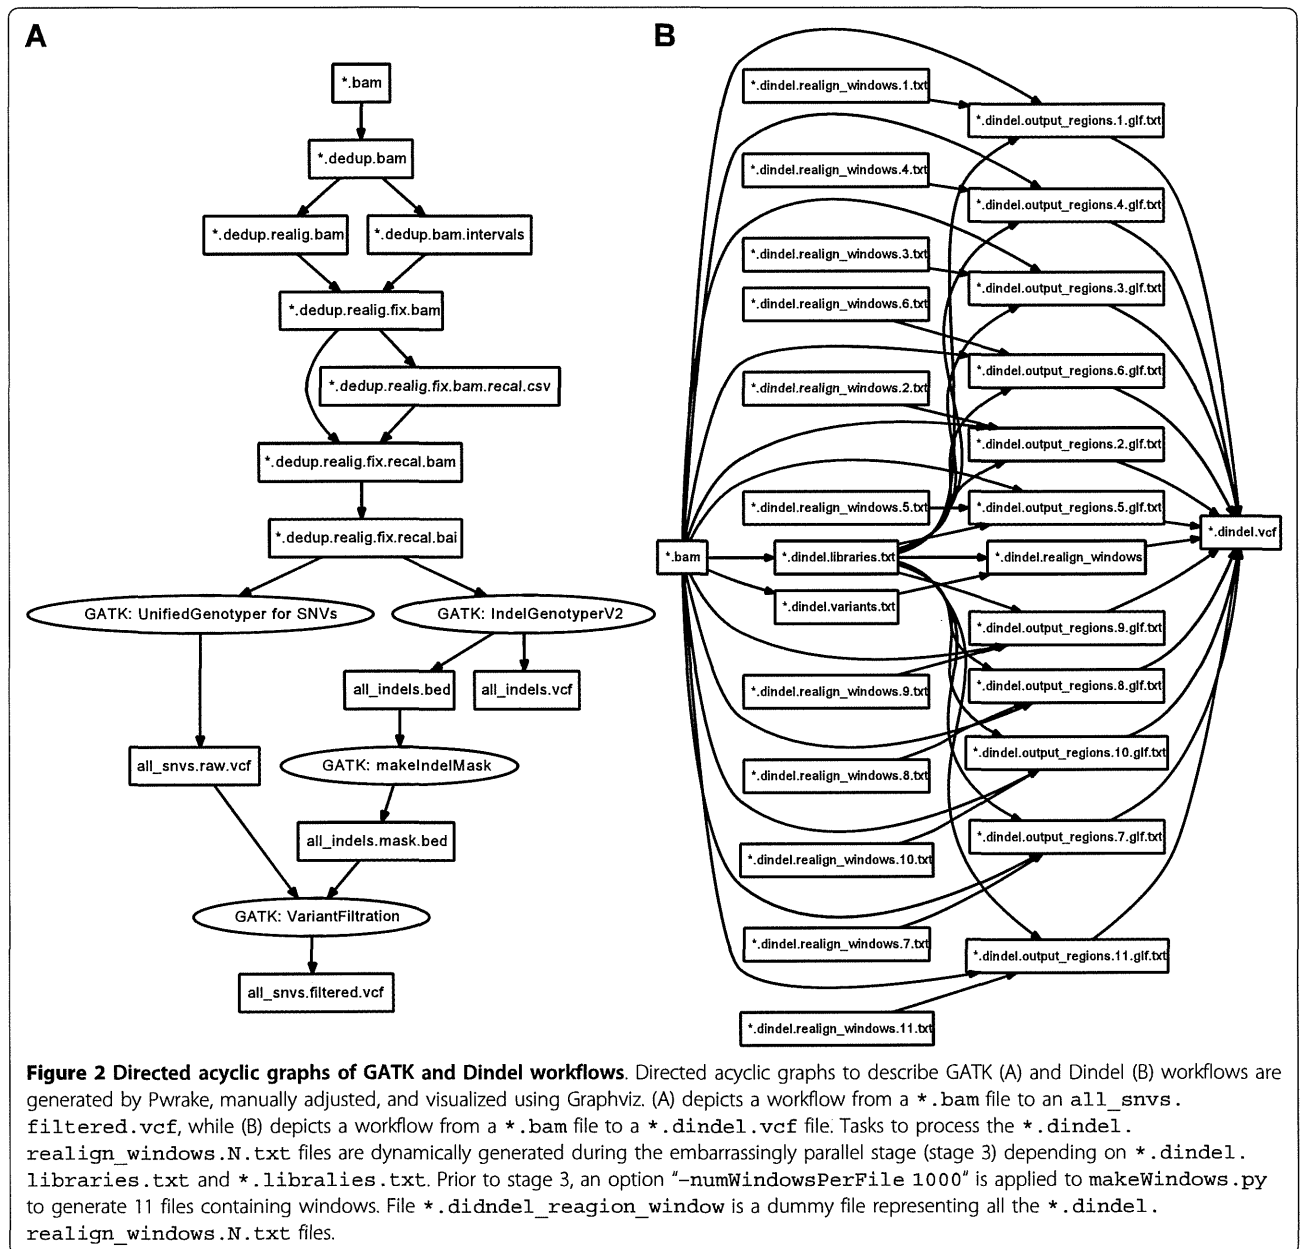 A
*.bam
*.dedup.bam
*.dedup.realig.bam
*.dedup.bam.intervals
*.dedup.realig.fix.bam
*.dedup.realig.fix.bam.recal.csv
*.dedup.realig.fix.recal.bam
*.dedup.realig.fix.recal.bai
GATK: UnifiedGenotyper for SNVs
GATK: IndelGenotyperV2
all_indels.bed
all_indels.vcf
all_snvs.raw.vcf
GATK: makeIndelMask
all_indels.mask.bed
GATK: VariantFiltration
all_snvs.filtered.vcf
B
*.dindel.realign_windows.1.txt
*.dindel.output_regions.1.glf.txt
*.dindel.realign_windows.4.txt
*.dindel.output_regions.4.glf.txt
*.dindel.realign_windows.3.txt
*.dindel.output_regions.3.glf.txt
*.dindel.realign_windows.6.txt
*.dindel.output_regions.6.glf.txt
*.dindel.realign_windows.2.txt
*.dindel.output_regions.2.glf.txt
*.dindel.realign_windows.5.txt
*.dindel.output_regions.5.glf.txt
*.dindel.vcf
*.bam
*.dindel.libraries.txt
*.dindel.realign_windows
*.dindel.variants.txt
*.dindel.output_regions.9.glf.txt
*.dindel.realign_windows.9.txt
*.dindel.output_regions.8.glf.txt
*.dindel.realign_windows.8.txt
*.dindel.output_regions.10.glf.txt
*.dindel.realign_windows.10.txt
*.dindel.output_regions.7.glf.txt
*.dindel.realign_windows.7.txt
*.dindel.output_regions.11.glf.txt
*.dindel.realign_windows.11.txt
Figure 2 Directed acyclic graphs of GATK and Dindel workflows. Directed acyclic graphs to describe GATK (A) and Dindel (B) workflows are
generated by Pwrake, manually adjusted, and visualized using Graphviz. (A) depicts a workflow from a *.bam file to an all_snvs.
filtered.vcf, while (B) depicts a workflow from a *.bam file to a *.dindel.vcf file. Tasks to process the *.dindel.
realign_windows.N.txt files are dynamically generated during the embarrassingly parallel stage (stage 3) depending on *.dindel.
libraries.txt and *.libralies.txt. Prior to stage 3, an option "–numWindowsPerFile 1000" is applied to makeWindows.py
to generate 11 files containing windows. File *.didndel_reagion_window is a dummy file representing all the *.dindel.
realign_windows.N.txt files.